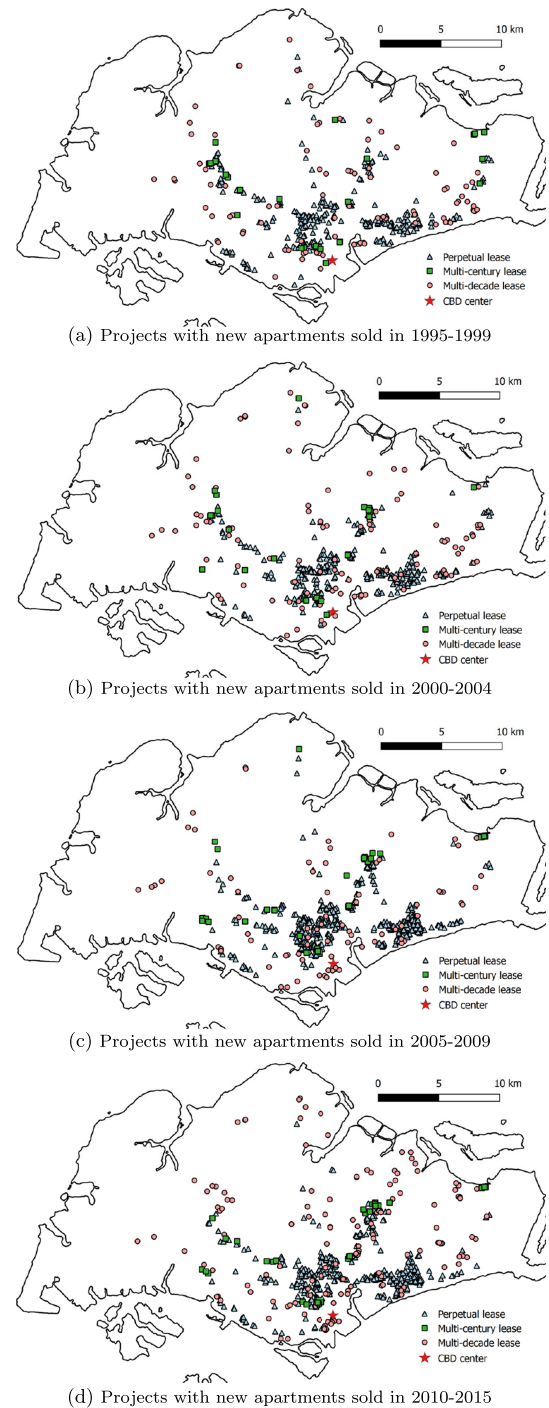 0 5 10 km
Perpetual lease
Multi-century lease
Multi-decade lease
CBD center
(a) Projects with new apartments sold in 1995-1999
0 5 10 km
Perpetual lease
Multi-century lease
Multi-decade lease
CBD center
(b) Projects with new apartments sold in 2000-2004
0 5 10 km
Perpetual lease
Multi-century lease
Multi-decade lease
CBD center
(c) Projects with new apartments sold in 2005-2009
0 5 10 km
Perpetual lease
Multi-century lease
Multi-decade lease
CBD center
(d) Projects with new apartments sold in 2010-2015